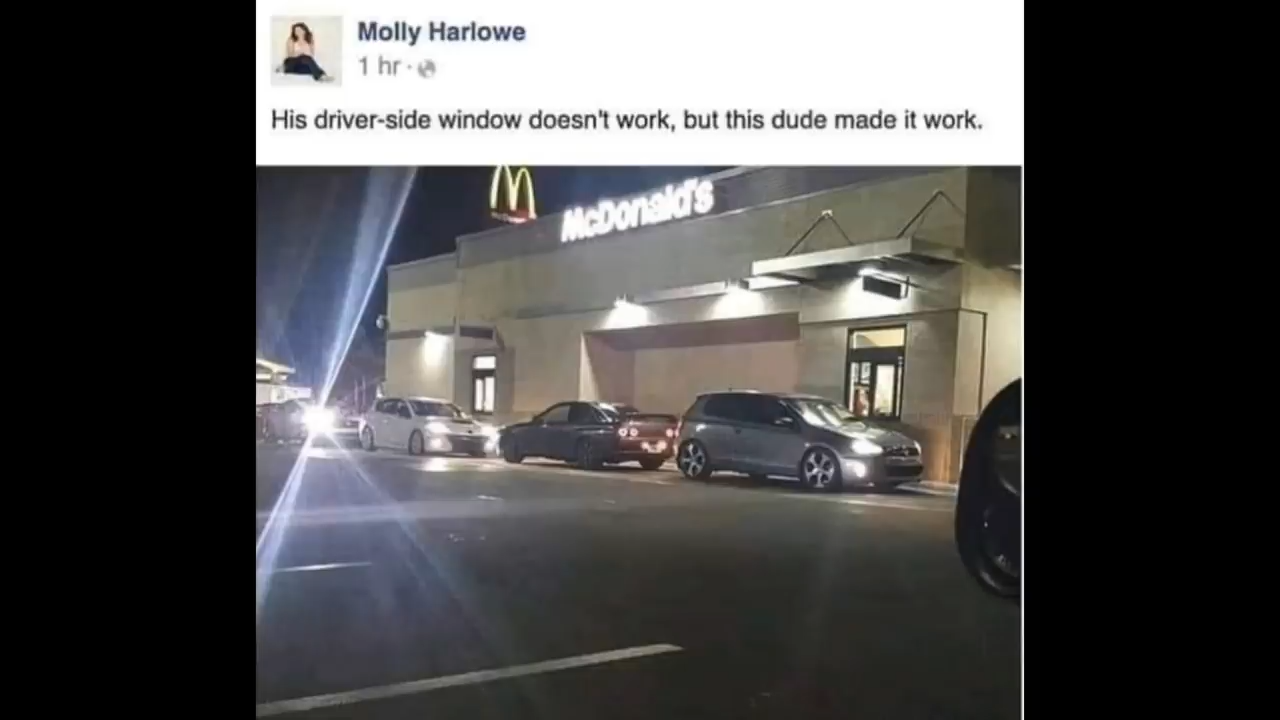 Molly Harlowe
1 hr ·
His driver-side window doesn't work, but this dude made it work.
McDonald's